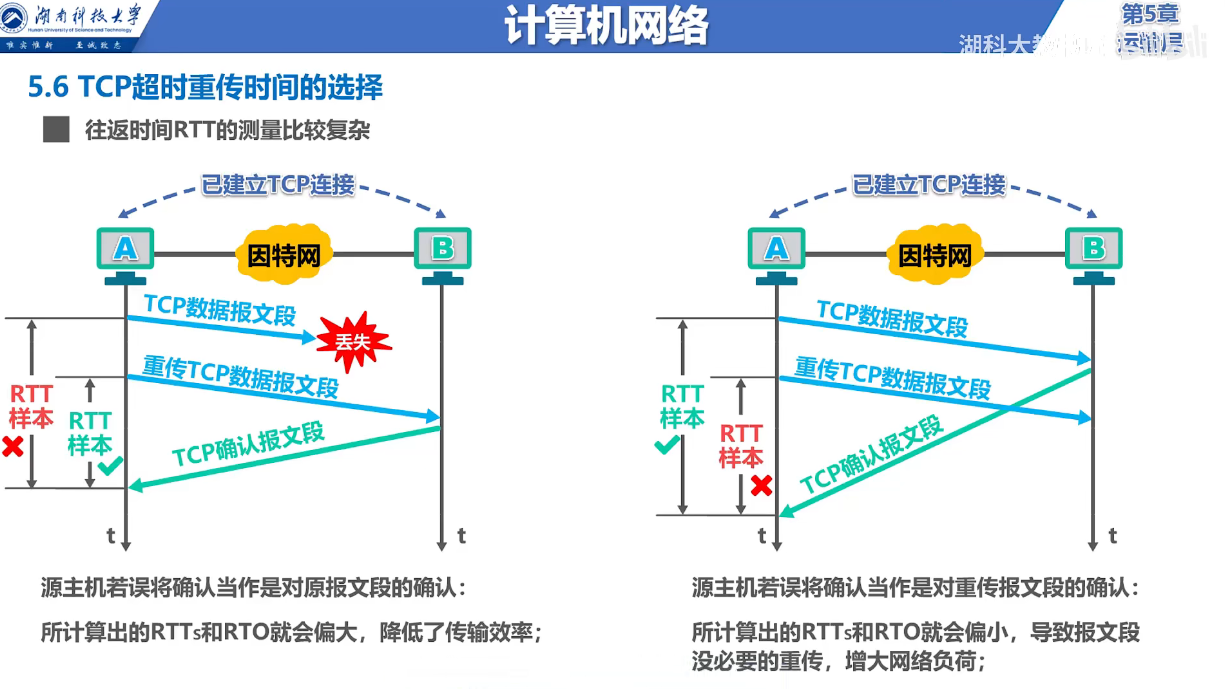 湖南科技大学
Hunan University of Science and Technology
唯实惟新 至诚致志
计算机网络
第5章
运输层
湖科大教
5.6 TCP超时重传时间的选择
往返时间RTT的测量比较复杂
已建立TCP连接
A
因特网
B
TCP数据报文段
丢失
重传TCP数据报文段
RTT
样本
RTT
样本
TCP确认报文段
t
t
源主机若误将确认当作是对原报文段的确认：
所计算出的RTTs和RTO就会偏大，降低了传输效率；
已建立TCP连接
A
因特网
B
TCP数据报文段
重传TCP数据报文段
RTT
样本
RTT
样本
TCP确认报文段
t
t
源主机若误将确认当作是对重传报文段的确认：
所计算出的RTTs和RTO就会偏小，导致报文段
没必要的重传，增大网络负荷；